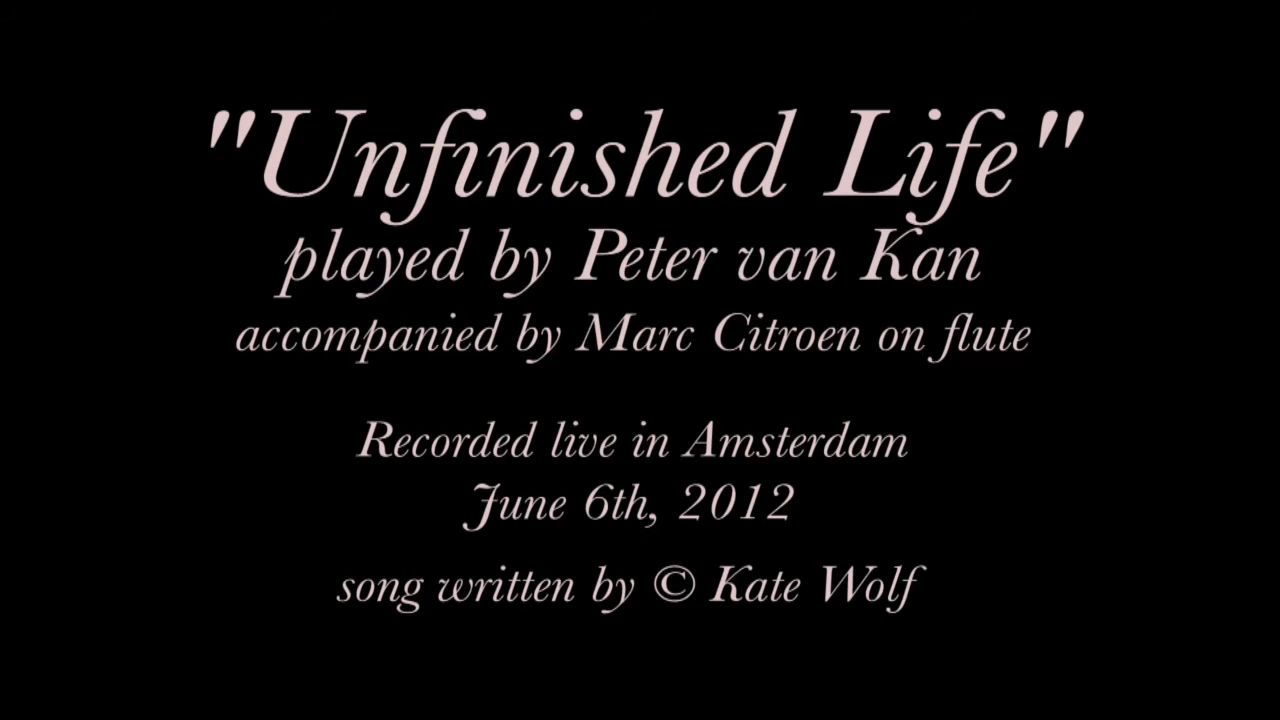 "Unfinished Life"
played by Peter van Kan
accompanied by Marc Citroen on flute
Recorded live in Amsterdam
June 6th, 2012
song written by © Kate Wolf